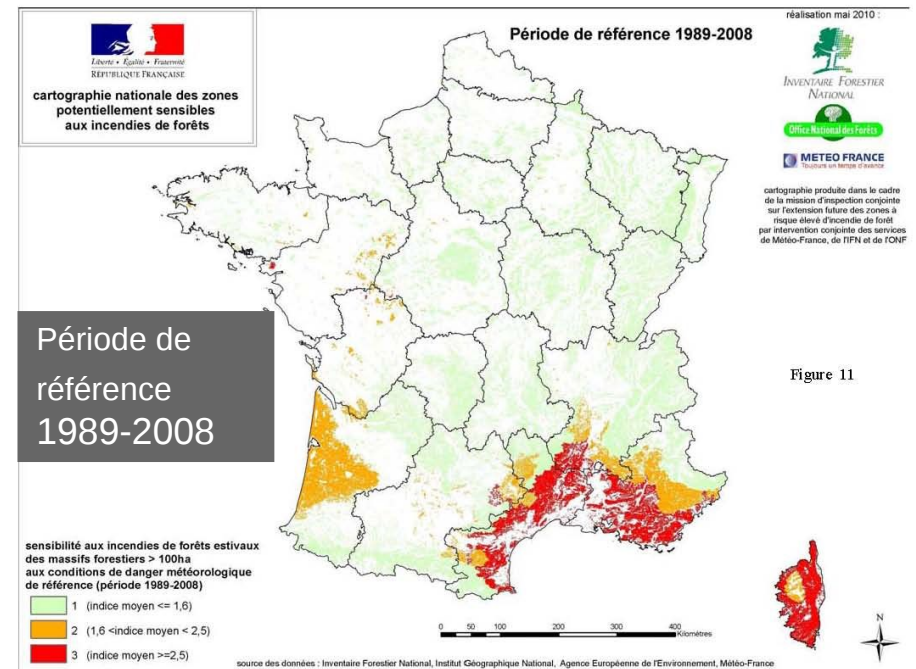 Liberté • Égalité • Fraternité
RÉPUBLIQUE FRANÇAISE
cartographie nationale des zones
potentiellement sensibles
aux incendies de forêts
Période de référence 1989-2008
réalisation mai 2010 :
INVENTAIRE FORESTIER
NATIONAL
Office National des Forêts
METEO FRANCE
Toujours un temps d'avance
cartographie produite dans le cadre
de la mission d'inspection conjointe
sur l'extension future des zones à
risque élevé d'incendie de forêt
par intervention conjointe des services
de Météo-France, de l'IFN et de l'ONF
Période de
référence
1989-2008
Figure 11
sensibilité aux incendies de forêts estivaux
des massifs forestiers > 100ha
aux conditions de danger météorologique
de référence (période 1989-2008)
1 (indice moyen <= 1,6)
2 (1,6 <indice moyen < 2,5)
3 (indice moyen >=2,5)
0 50 100 200 300 400
Kilomètres
N
source des données : Inventaire Forestier National, Institut Géographique National, Agence Européenne de l'Environnement, Météo-France